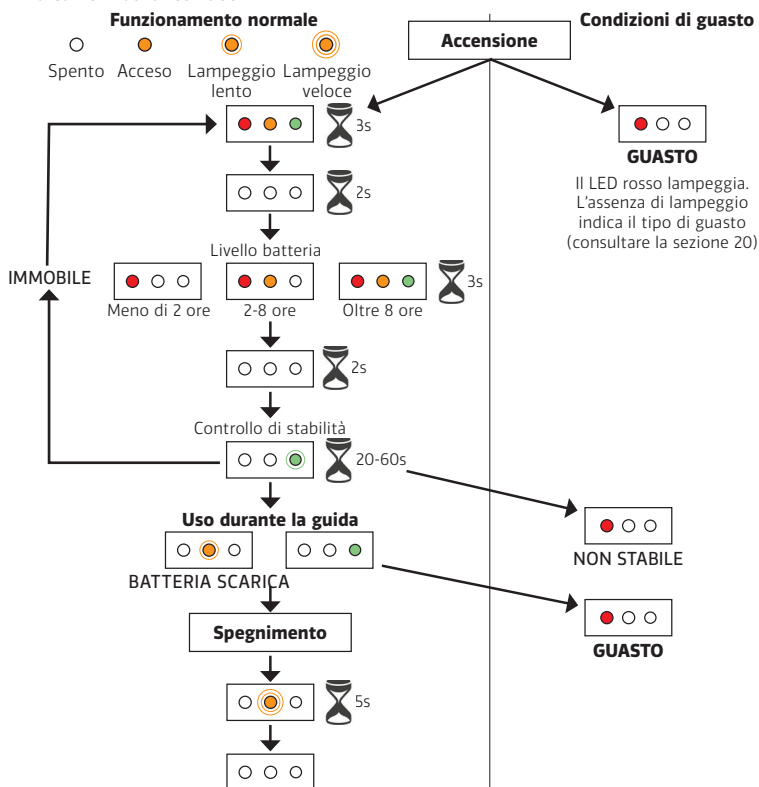 Funzionamento normale
Condizioni di guasto
Accensione
Spento
Acceso
Lampeggio
lento
Lampeggio
veloce
3s
GUASTO
Il LED rosso lampeggia.
L'assenza di lampeggio
indica il tipo di guasto
(consultare la sezione 20)
2s
Livello batteria
IMMOBILE
3s
Meno di 2 ore
2-8 ore
Oltre 8 ore
2s
Controllo di stabilità
20-60s
Uso durante la guida
NON STABILE
BATTERIA SCARICA
Spegnimento
GUASTO
5s